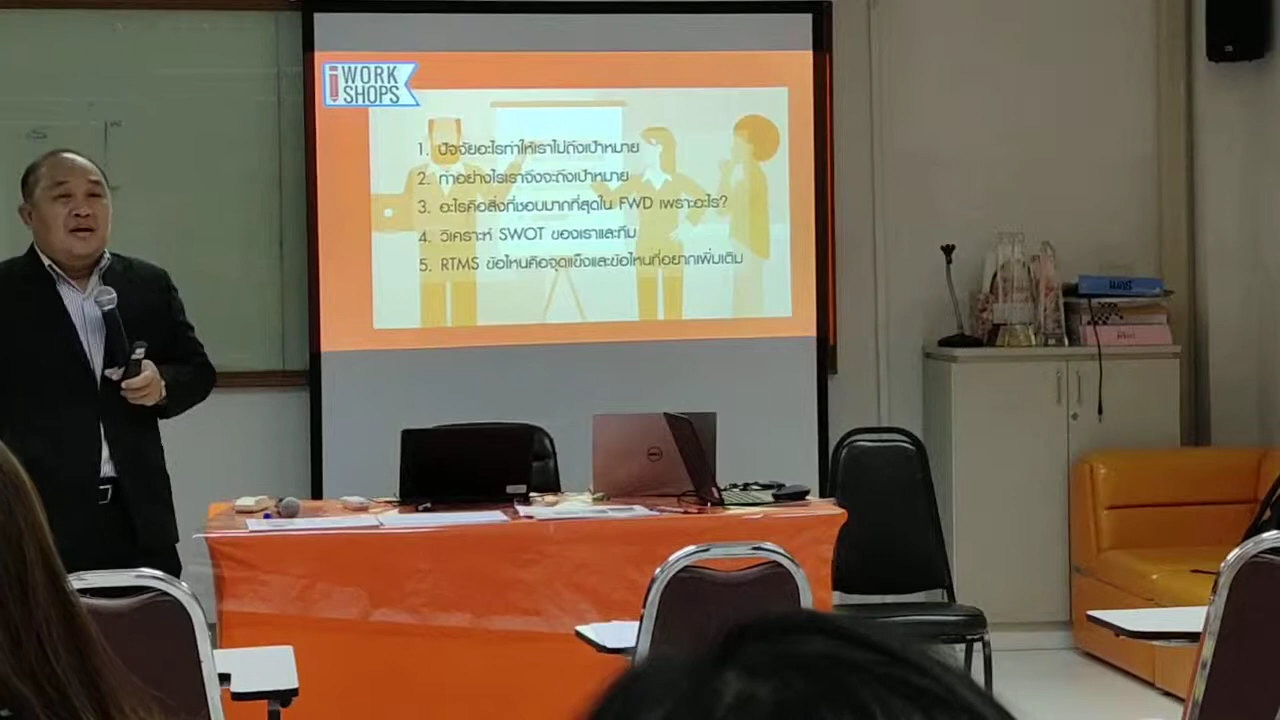 WORK
SHOPS
1. ปัจจัยอะไรทำให้เราไปถึงเป้าหมาย
2. ทำอย่างไรเราจึงจะถึงเป้าหมาย
3. อะไรคือสิ่งที่ชอบมากที่สุดใน FWD เพราะอะไร?
4. วิเคราะห์ SWOT ของเราและทีม
5. RTMS ข้อไหนคือจุดแข็งและข้อไหนที่อยากเพิ่มเติม
S W
DELL